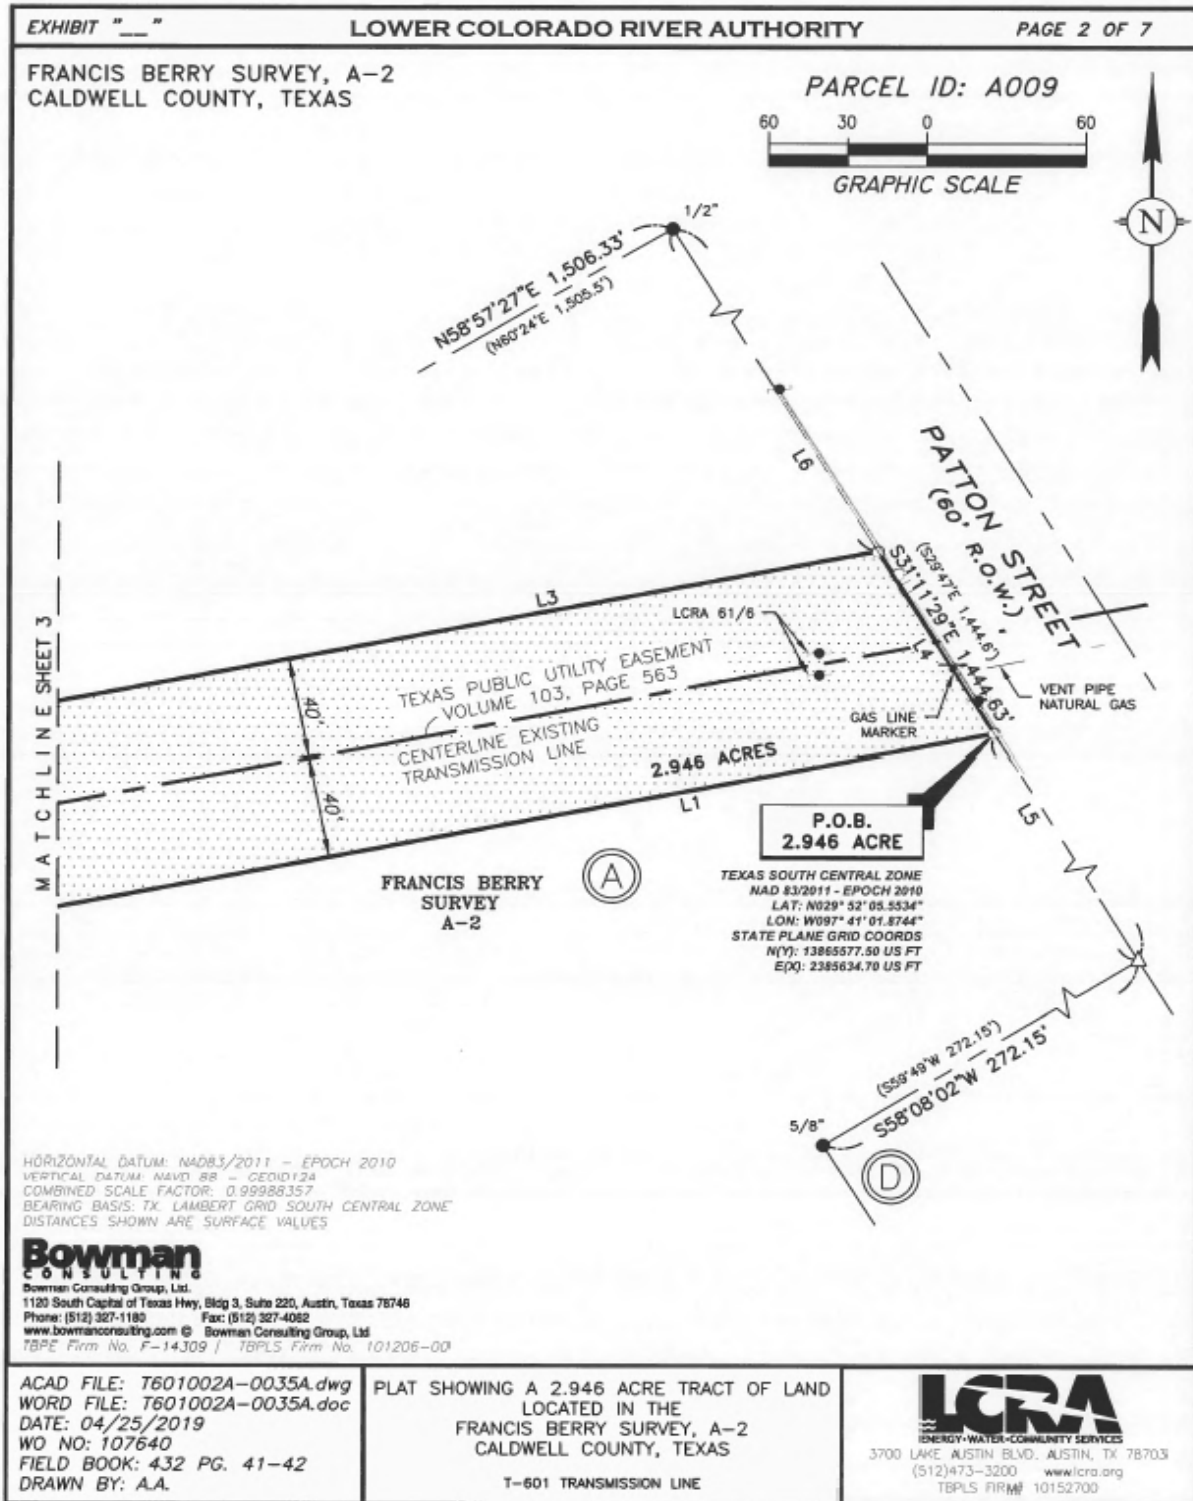 EXHIBIT "__"
LOWER COLORADO RIVER AUTHORITY
PAGE 2 OF 7
FRANCIS BERRY SURVEY, A-2
CALDWELL COUNTY, TEXAS
PARCEL ID: A009
60 30 0 60
GRAPHIC SCALE
N
1/2"
N58°57'27"E 1,506.33'
(N60°24'E 1,505.5')
L6
PATTON STREET
(60' R.O.W.)
S31°11'29"E 1,444.63'
(S29°47'E 1,444.6')
L3
LCRA 61/6
L4
MATCHLINE SHEET 3
40'
TEXAS PUBLIC UTILITY EASEMENT
VOLUME 103, PAGE 563
CENTERLINE EXISTING
TRANSMISSION LINE
40'
2.946 ACRES
GAS LINE
MARKER
VENT PIPE
NATURAL GAS
L1
L5
P.O.B.
2.946 ACRE
FRANCIS BERRY
SURVEY
A-2
A
TEXAS SOUTH CENTRAL ZONE
NAD 83/2011 - EPOCH 2010
LAT: N029° 52' 05.5534"
LON: W097° 41' 01.8744"
STATE PLANE GRID COORDS
N(Y): 13865577.50 US FT
E(X): 2385634.70 US FT
(S59°49'W 272.15')
S58°08'02"W 272.15'
5/8"
D
HORIZONTAL DATUM: NAD83/2011 - EPOCH 2010
VERTICAL DATUM: NAVD 88 - GEOID12A
COMBINED SCALE FACTOR: 0.99988357
BEARING BASIS: TX. LAMBERT GRID SOUTH CENTRAL ZONE
DISTANCES SHOWN ARE SURFACE VALUES
Bowman
CONSULTING
Bowman Consulting Group, Ltd.
1120 South Capital of Texas Hwy, Bldg 3, Suite 220, Austin, Texas 78746
Phone: (512) 327-1180 Fax: (512) 327-4062
www.bowmanconsulting.com © Bowman Consulting Group, Ltd
TBPE Firm No. F-14309 | TBPLS Firm No. 101206-00
ACAD FILE: T601002A-0035A.dwg
WORD FILE: T601002A-0035A.doc
DATE: 04/25/2019
WO NO: 107640
FIELD BOOK: 432 PG. 41-42
DRAWN BY: A.A.
PLAT SHOWING A 2.946 ACRE TRACT OF LAND
LOCATED IN THE
FRANCIS BERRY SURVEY, A-2
CALDWELL COUNTY, TEXAS
T-601 TRANSMISSION LINE
LCRA
ENERGY•WATER•COMMUNITY SERVICES
3700 LAKE AUSTIN BLVD. AUSTIN, TX 78703
(512)473-3200 www.lcra.org
TBPLS FIRM# 10152700